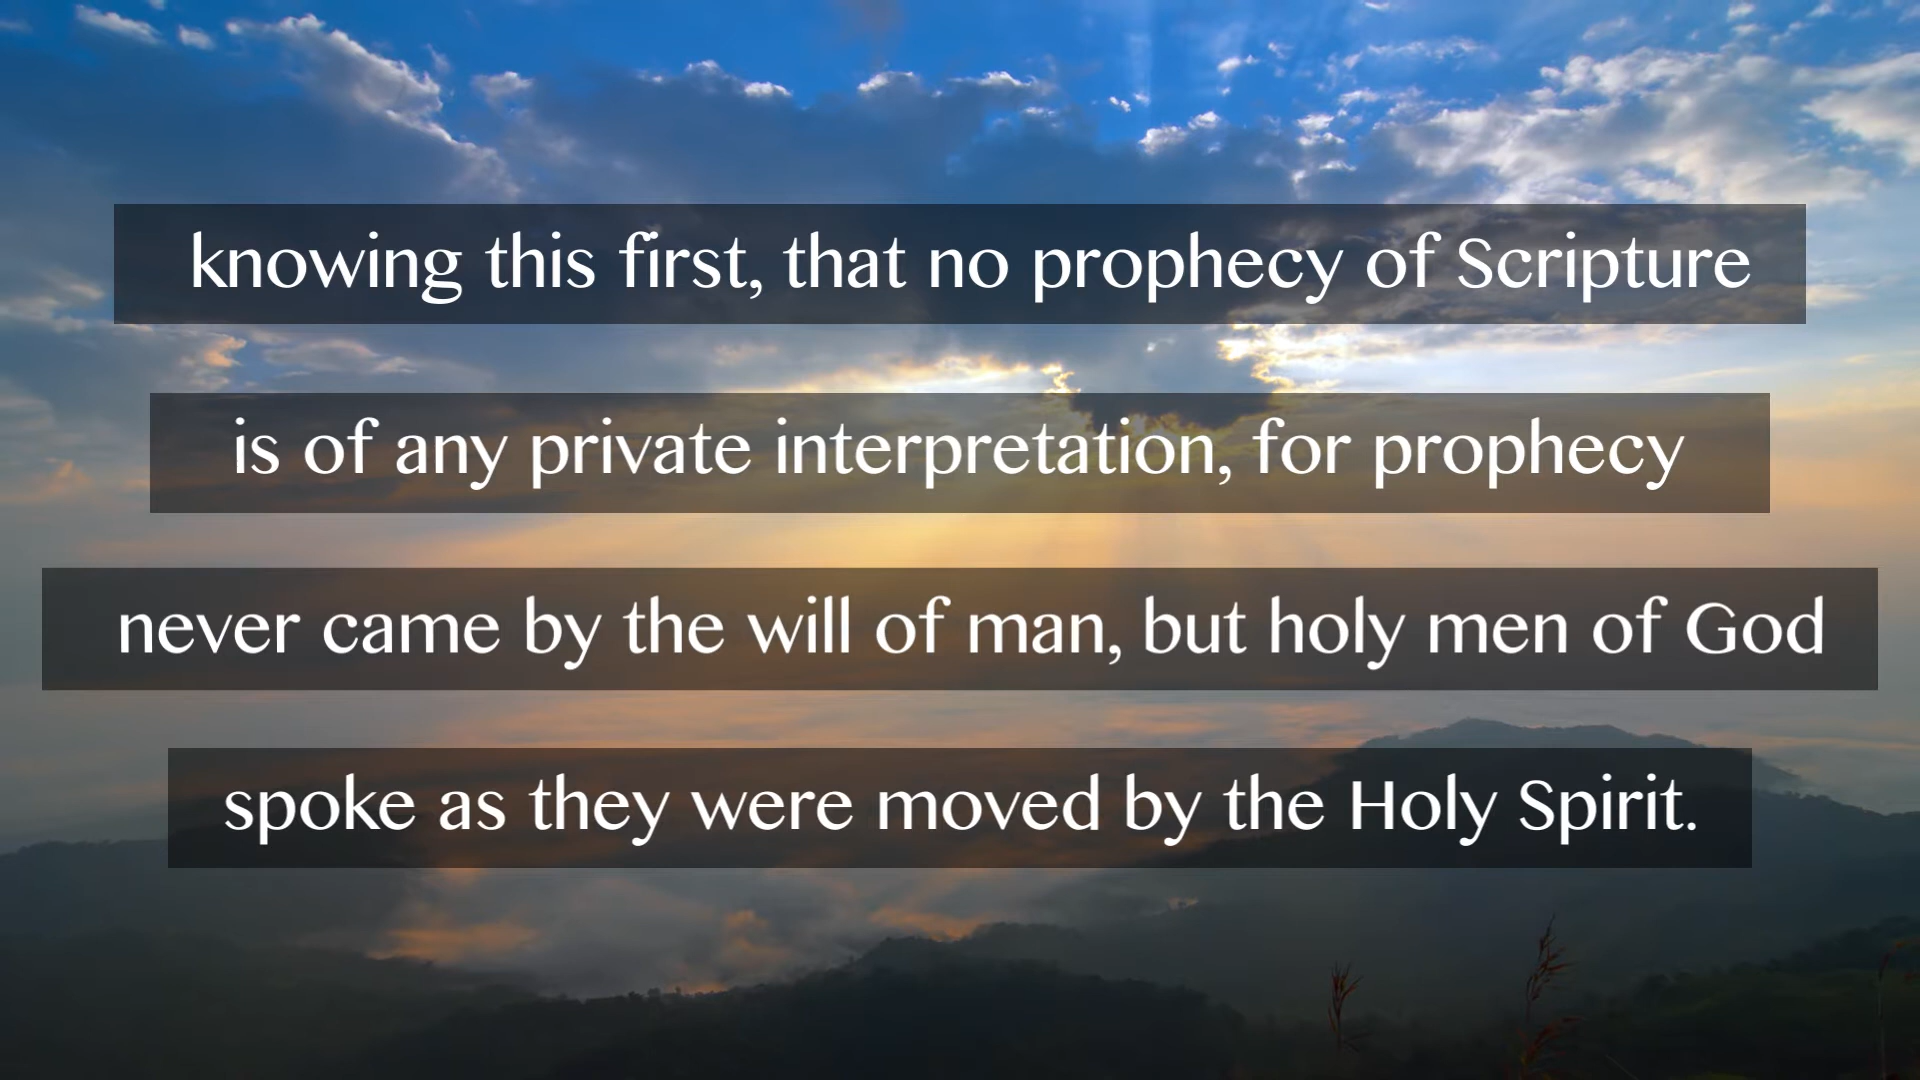 knowing this first, that no prophecy of Scripture
is of any private interpretation, for prophecy
never came by the will of man, but holy men of God
spoke as they were moved by the Holy Spirit.